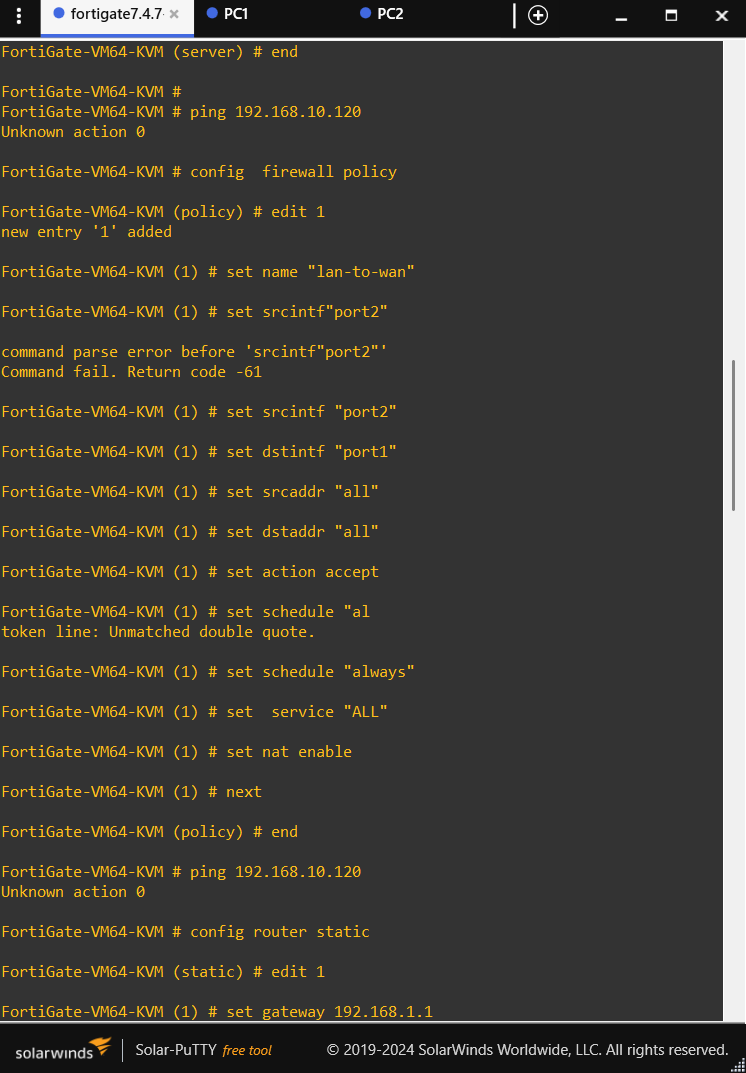 fortigate7.4.7
PC1
PC2
FortiGate-VM64-KVM (server) # end
FortiGate-VM64-KVM #
FortiGate-VM64-KVM # ping 192.168.10.120
Unknown action 0
FortiGate-VM64-KVM # config  firewall policy
FortiGate-VM64-KVM (policy) # edit 1
new entry '1' added
FortiGate-VM64-KVM (1) # set name "lan-to-wan"
FortiGate-VM64-KVM (1) # set srcintf"port2"
command parse error before 'srcintf"port2"'
Command fail. Return code -61
FortiGate-VM64-KVM (1) # set srcintf "port2"
FortiGate-VM64-KVM (1) # set dstintf "port1"
FortiGate-VM64-KVM (1) # set srcaddr "all"
FortiGate-VM64-KVM (1) # set dstaddr "all"
FortiGate-VM64-KVM (1) # set action accept
FortiGate-VM64-KVM (1) # set schedule "al
token line: Unmatched double quote.
FortiGate-VM64-KVM (1) # set schedule "always"
FortiGate-VM64-KVM (1) # set  service "ALL"
FortiGate-VM64-KVM (1) # set nat enable
FortiGate-VM64-KVM (1) # next
FortiGate-VM64-KVM (policy) # end
FortiGate-VM64-KVM # ping 192.168.10.120
Unknown action 0
FortiGate-VM64-KVM # config router static
FortiGate-VM64-KVM (static) # edit 1
FortiGate-VM64-KVM (1) # set gateway 192.168.1.1
solarwinds
Solar-PuTTY free tool
© 2019-2024 SolarWinds Worldwide, LLC. All rights reserved.